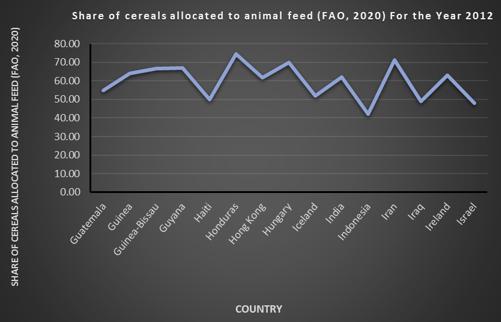 Share of cereals allocated to animal feed (FAO, 2020) For the Year 2012
SHARE OF CEREALS ALLOCATED TO ANIMAL FEED (FAO, 2020)
80.00
70.00
60.00
50.00
40.00
30.00
20.00
10.00
0.00
Guatemala
Guinea
Guinea-Bissau
Guyana
Haiti
Honduras
Hong Kong
Hungary
Iceland
India
Indonesia
Iran
Iraq
Ireland
Israel
COUNTRY